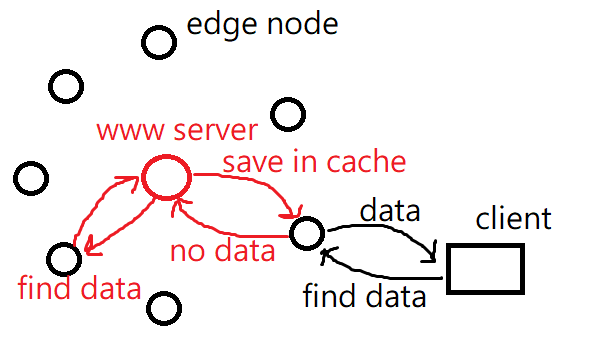 edge node
www server
save in cache
data
client
no data
find data
find data